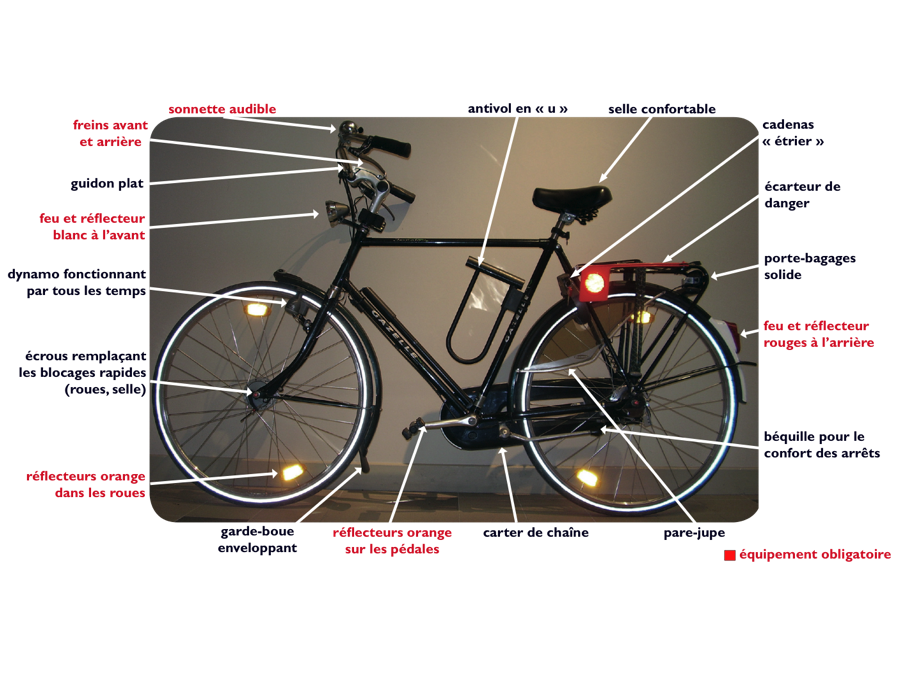 sonnette audible
antivol en « u »
selle confortable
freins avant
et arrière
cadenas
« étrier »
guidon plat
écarteur de
danger
feu et réflecteur
blanc à l'avant
porte-bagages
solide
dynamo fonctionnant
par tous les temps
feu et réflecteur
rouges à l'arrière
GAZELLE
GAZELLE
écrous remplaçant
les blocages rapides
(roues, selle)
béquille pour le
confort des arrêts
réflecteurs orange
dans les roues
garde-boue
enveloppant
réflecteurs orange
sur les pédales
carter de chaîne
pare-jupe
équipement obligatoire